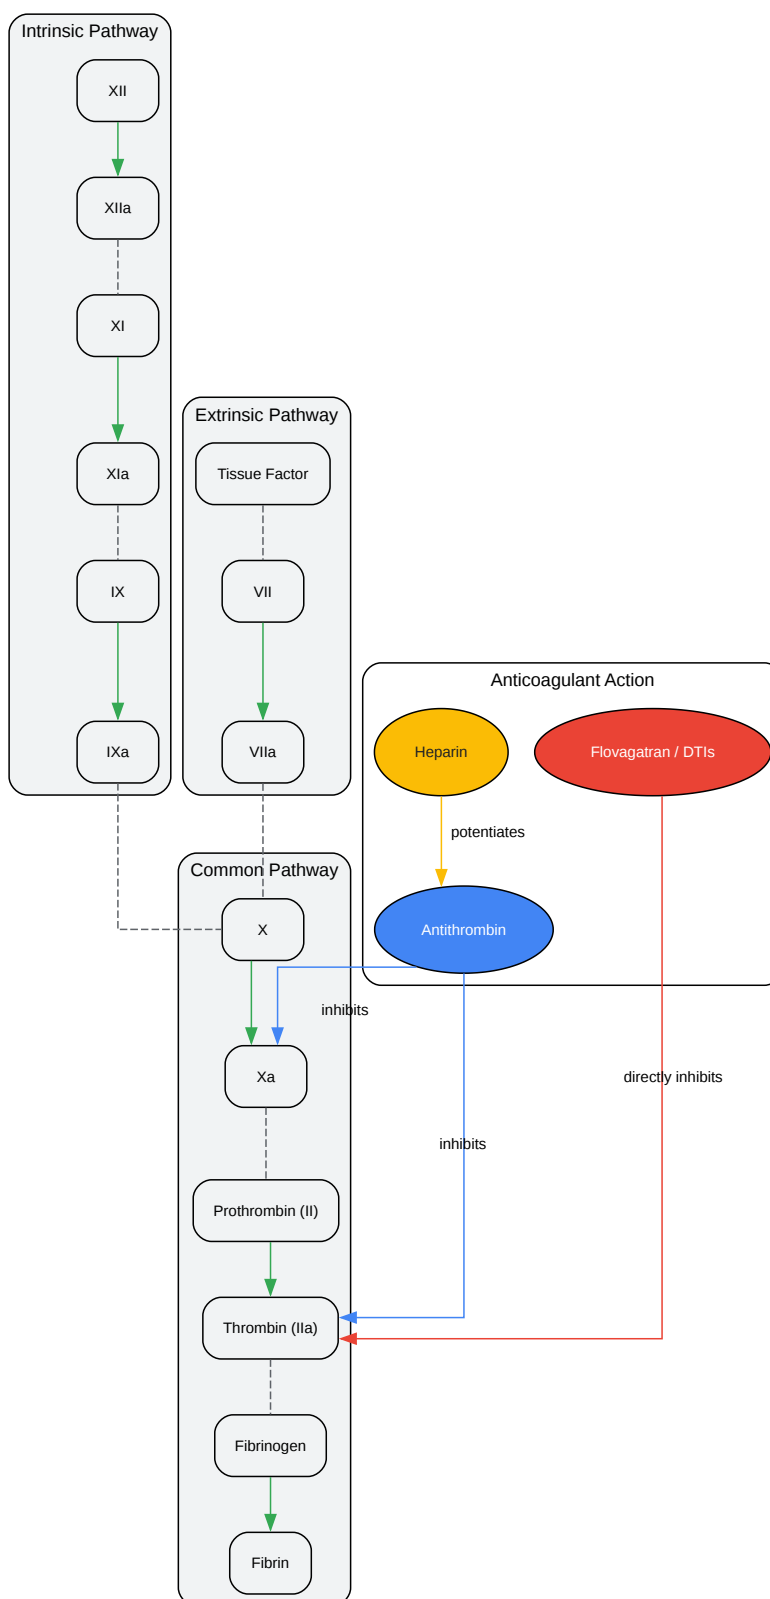 Intrinsic Pathway
XII
XIIa
XI
XIa
IX
IXa
Extrinsic Pathway
Tissue Factor
VII
VIIa
Anticoagulant Action
Heparin
Flovagatran / DTIs
potentiates
Antithrombin
Common Pathway
X
inhibits
Xa
directly inhibits
inhibits
Prothrombin (II)
Thrombin (IIa)
Fibrinogen
Fibrin